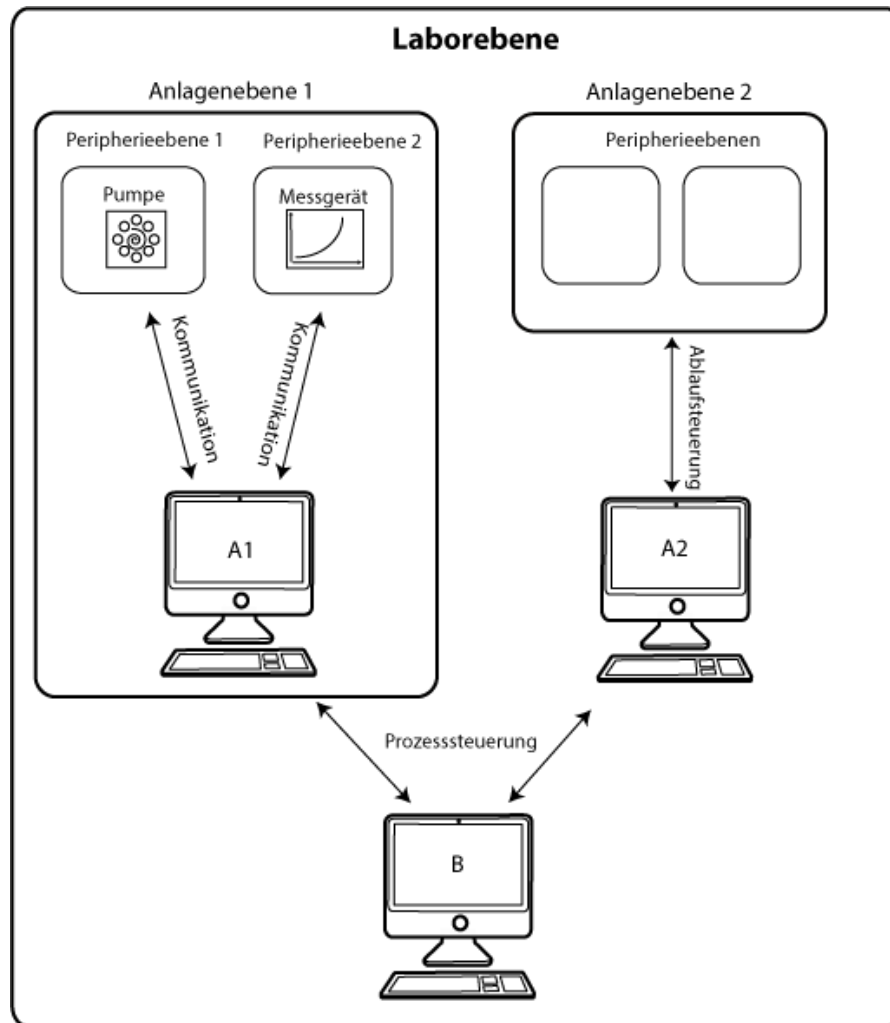 Laborebene
Anlagenebene 1
Anlagenebene 2
Peripherieebene 1
Peripherieebene 2
Peripherieebenen
Pumpe
Messgerät
Kommunikation
Kommunikation
Ablaufsteuerung
A1
A2
Prozesssteuerung
B